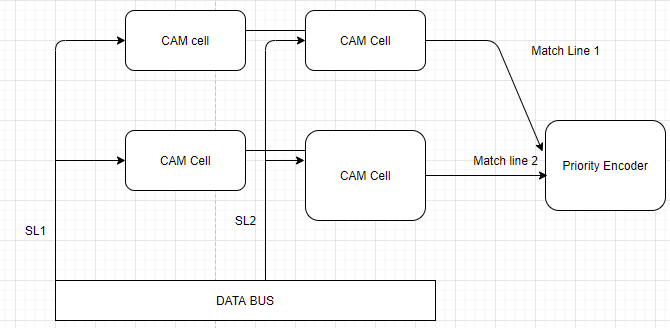 CAM cell
CAM Cell
Match Line 1
CAM Cell
CAM Cell
Match line 2
Priority Encoder
SL1
SL2
DATA BUS